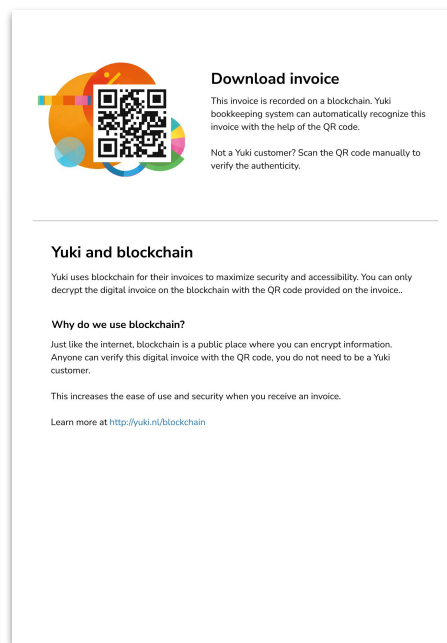 Download invoice
This invoice is recorded on a blockchain. Yuki
bookkeeping system can automatically recognize this
invoice with the help of the QR code.
Not a Yuki customer? Scan the QR code manually to
verify the authenticity.
Yuki and blockchain
Yuki uses blockchain for their invoices to maximize security and accessibility. You can only
decrypt the digital invoice on the blockchain with the QR code provided on the invoice..
Why do we use blockchain?
Just like the internet, blockchain is a public place where you can encrypt information.
Anyone can verify this digital invoice with the QR code, you do not need to be a Yuki
customer.
This increases the ease of use and security when you receive an invoice.
Learn more at http://yuki.nl/blockchain